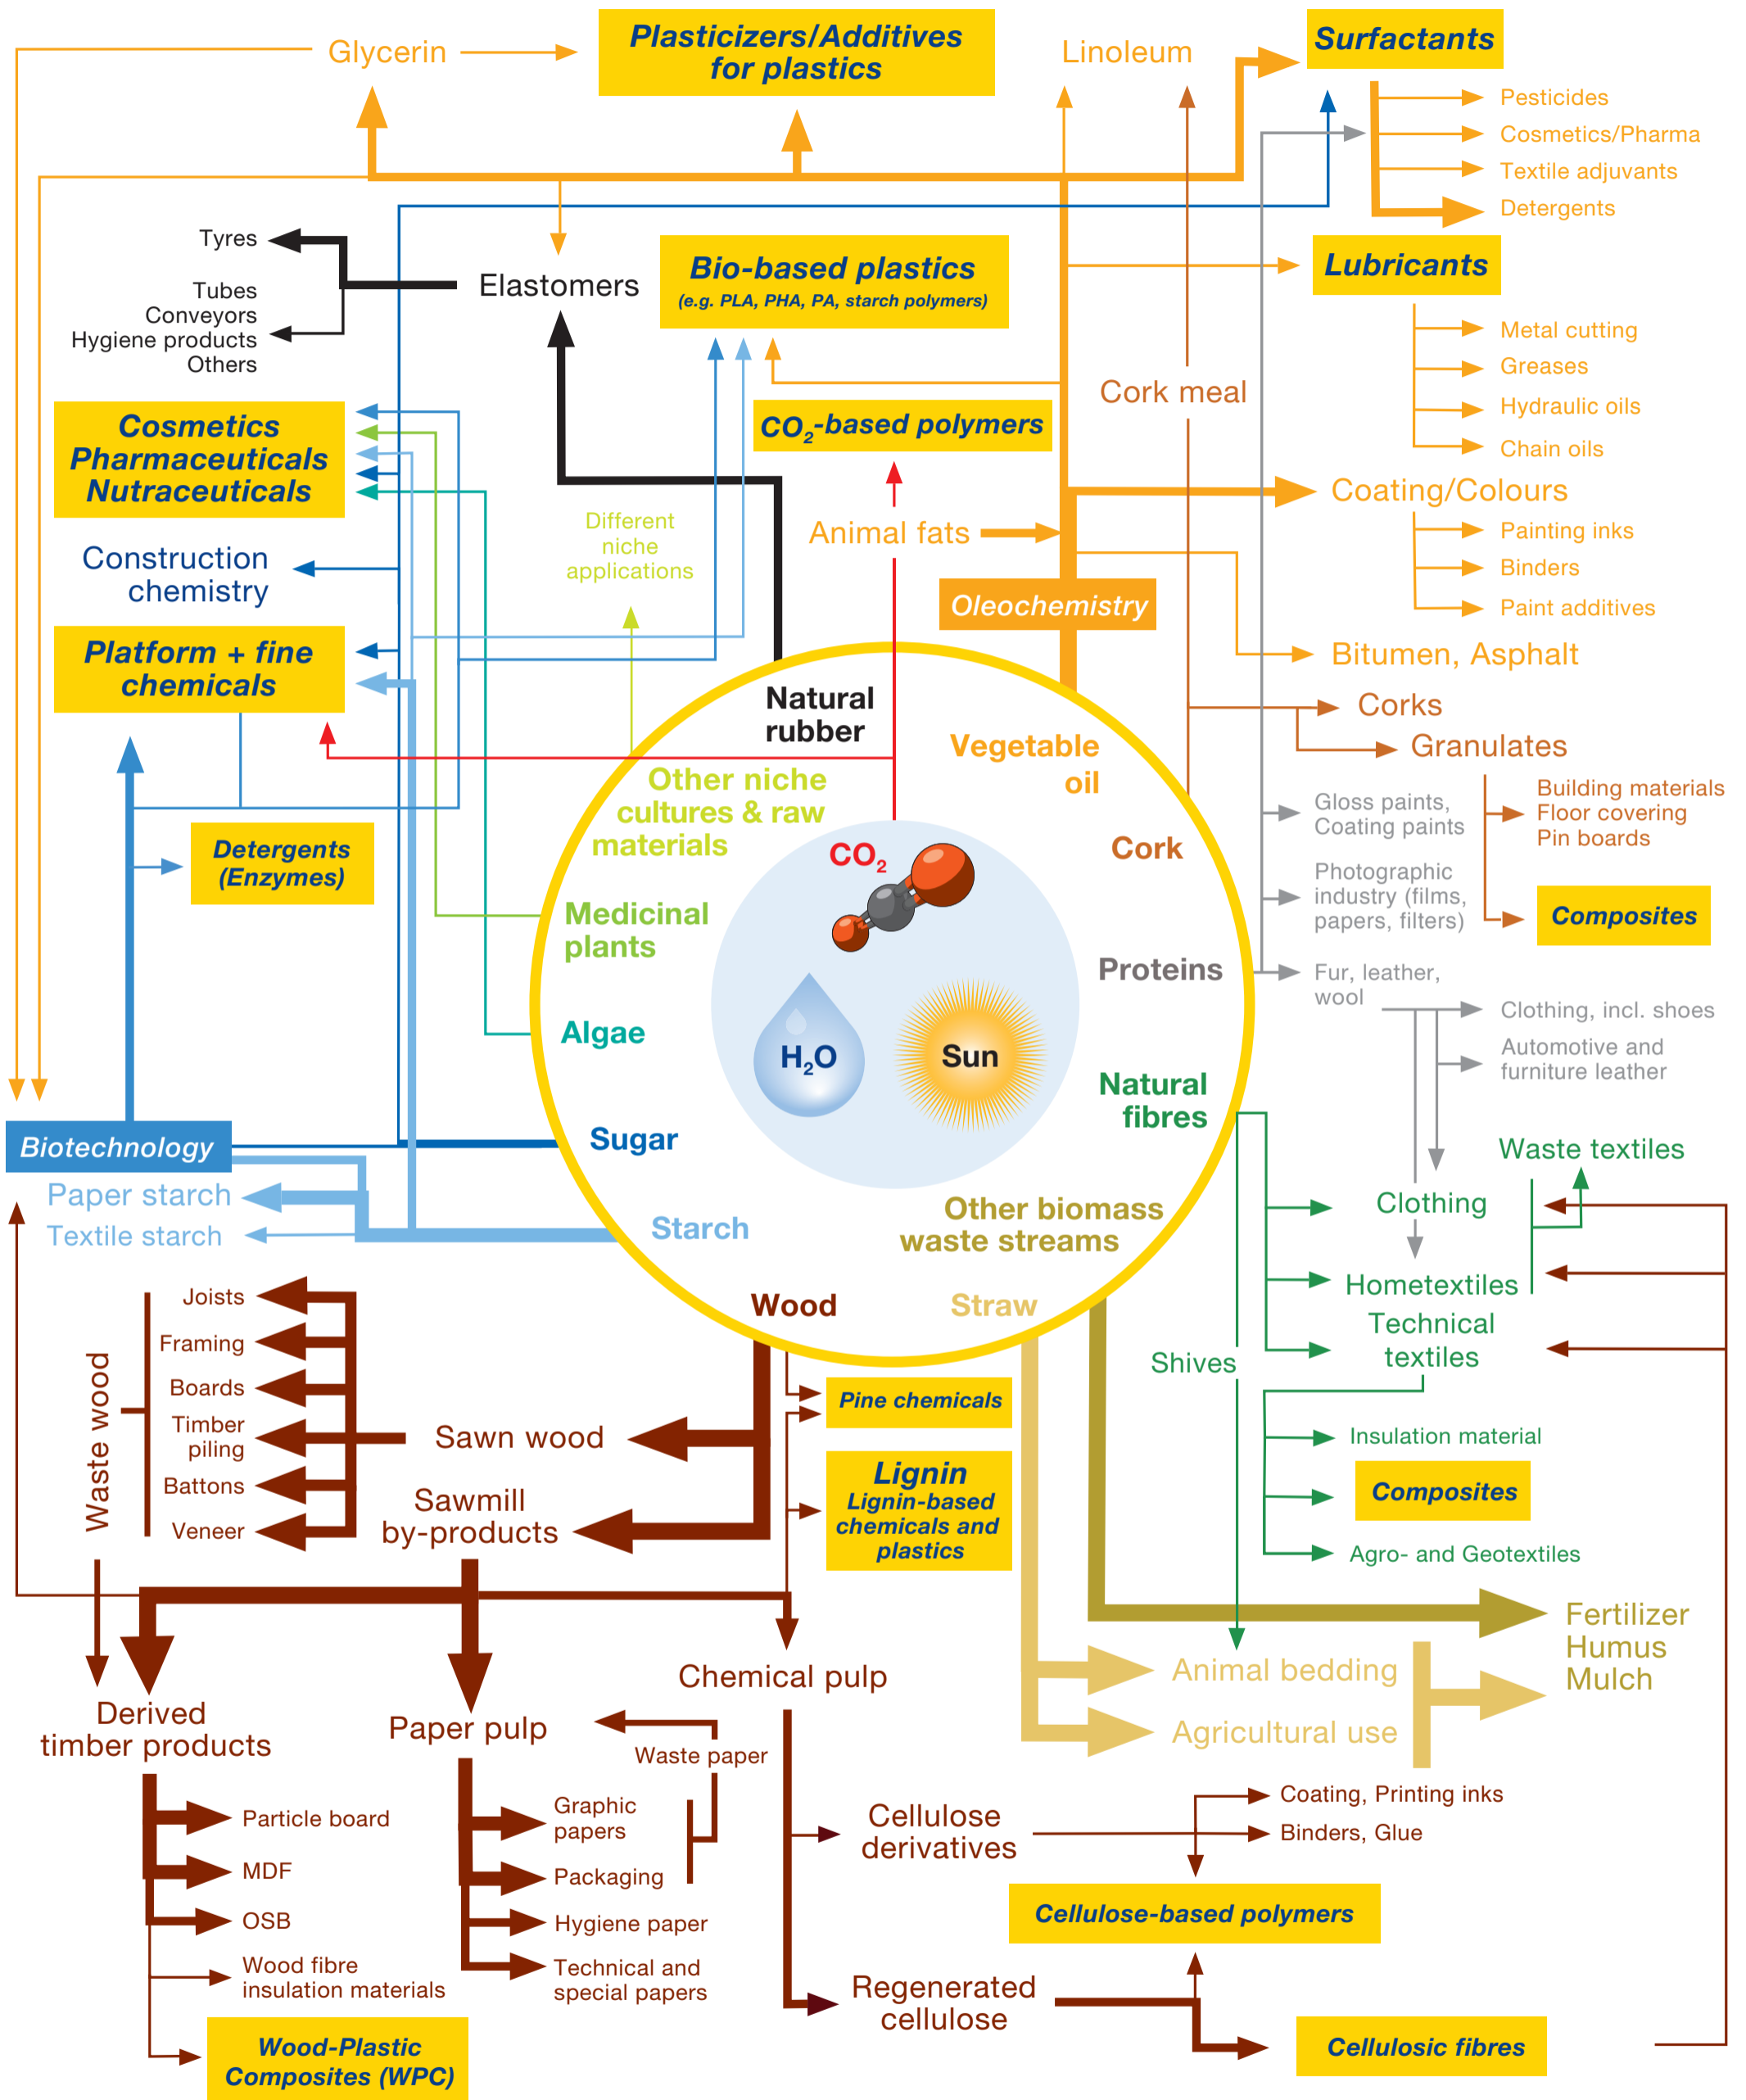 Glycerin
Plasticizers/Additives
for plastics
Linoleum
Surfactants
Pesticides
Cosmetics/Pharma
Textile adjuvants
Detergents
Tyres
Tubes
Conveyors
Hygiene products
Others
Elastomers
Bio-based plastics
(e.g. PLA, PHA, PA, starch polymers)
Lubricants
Metal cutting
Greases
Hydraulic oils
Chain oils
Cork meal
CO2-based polymers
Cosmetics
Pharmaceuticals
Nutraceuticals
Coating/Colours
Painting inks
Binders
Paint additives
Different
niche
applications
Animal fats
Construction
chemistry
Oleochemistry
Platform + fine
chemicals
Bitumen, Asphalt
Corks
Granulates
Building materials
Floor covering
Pin boards
Composites
Natural
rubber
Vegetable
oil
Other niche
cultures & raw
materials
Cork
Gloss paints,
Coating paints
Photographic
industry (films,
papers, filters)
Detergents
(Enzymes)
CO2
Medicinal
plants
Proteins
Fur, leather,
wool
Clothing, incl. shoes
Automotive and
furniture leather
Algae
H2O
Sun
Natural
fibres
Biotechnology
Sugar
Waste textiles
Paper starch
Textile starch
Starch
Other biomass
waste streams
Clothing
Hometextiles
Technical
textiles
Wood
Straw
Shives
Joists
Framing
Boards
Timber
piling
Battons
Veneer
Waste wood
Sawn wood
Sawmill
by-products
Pine chemicals
Lignin
Lignin-based
chemicals and
plastics
Insulation material
Composites
Agro- and Geotextiles
Fertilizer
Humus
Mulch
Animal bedding
Agricultural use
Chemical pulp
Derived
timber products
Paper pulp
Waste paper
Particle board
MDF
OSB
Wood fibre
insulation materials
Wood-Plastic
Composites (WPC)
Graphic
papers
Packaging
Hygiene paper
Technical and
special papers
Cellulose
derivatives
Coating, Printing inks
Binders, Glue
Cellulose-based polymers
Regenerated
cellulose
Cellulosic fibres